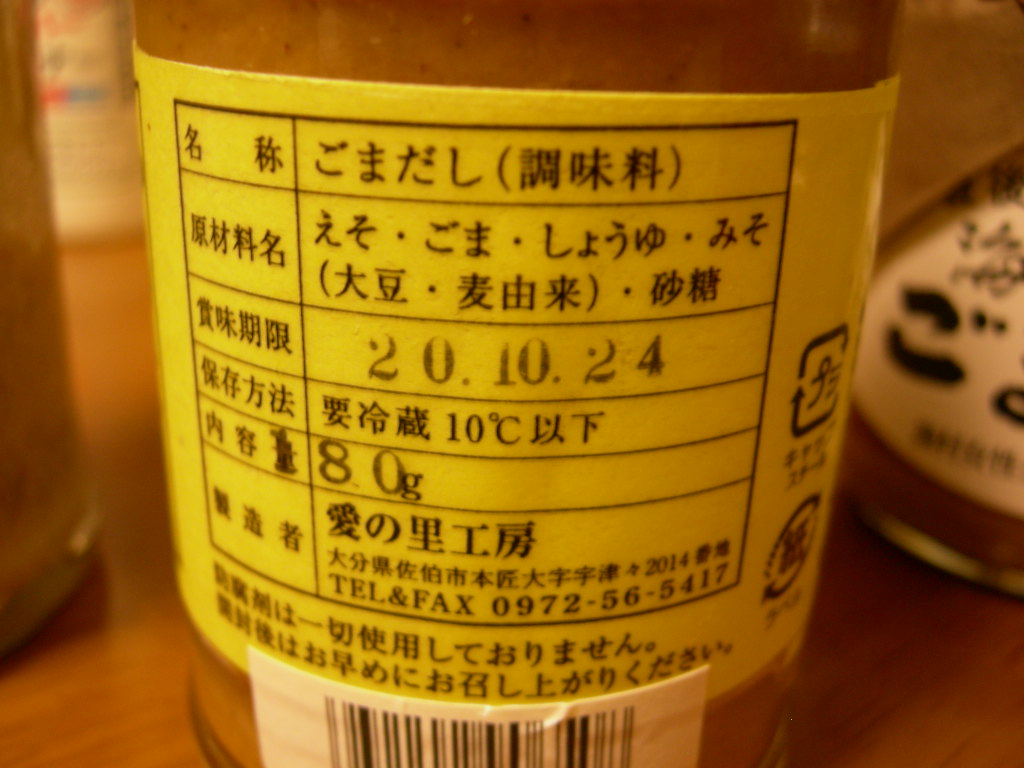 名 称 ごまだし(調味料)
原材料名 えそ・ごま・しょうゆ・みそ
(大豆・麦由来)・砂糖
賞味期限 20.10.24
保存方法 要冷蔵 10℃以下
内容量 180g
製造者 愛の里工房
大分県佐伯市本匠大字宇津々2014番地
TEL&FAX 0972-56-5417
防腐剤は一切使用しておりません。
開封後はお早めにお召し上がりください。
プラ
紙
ご